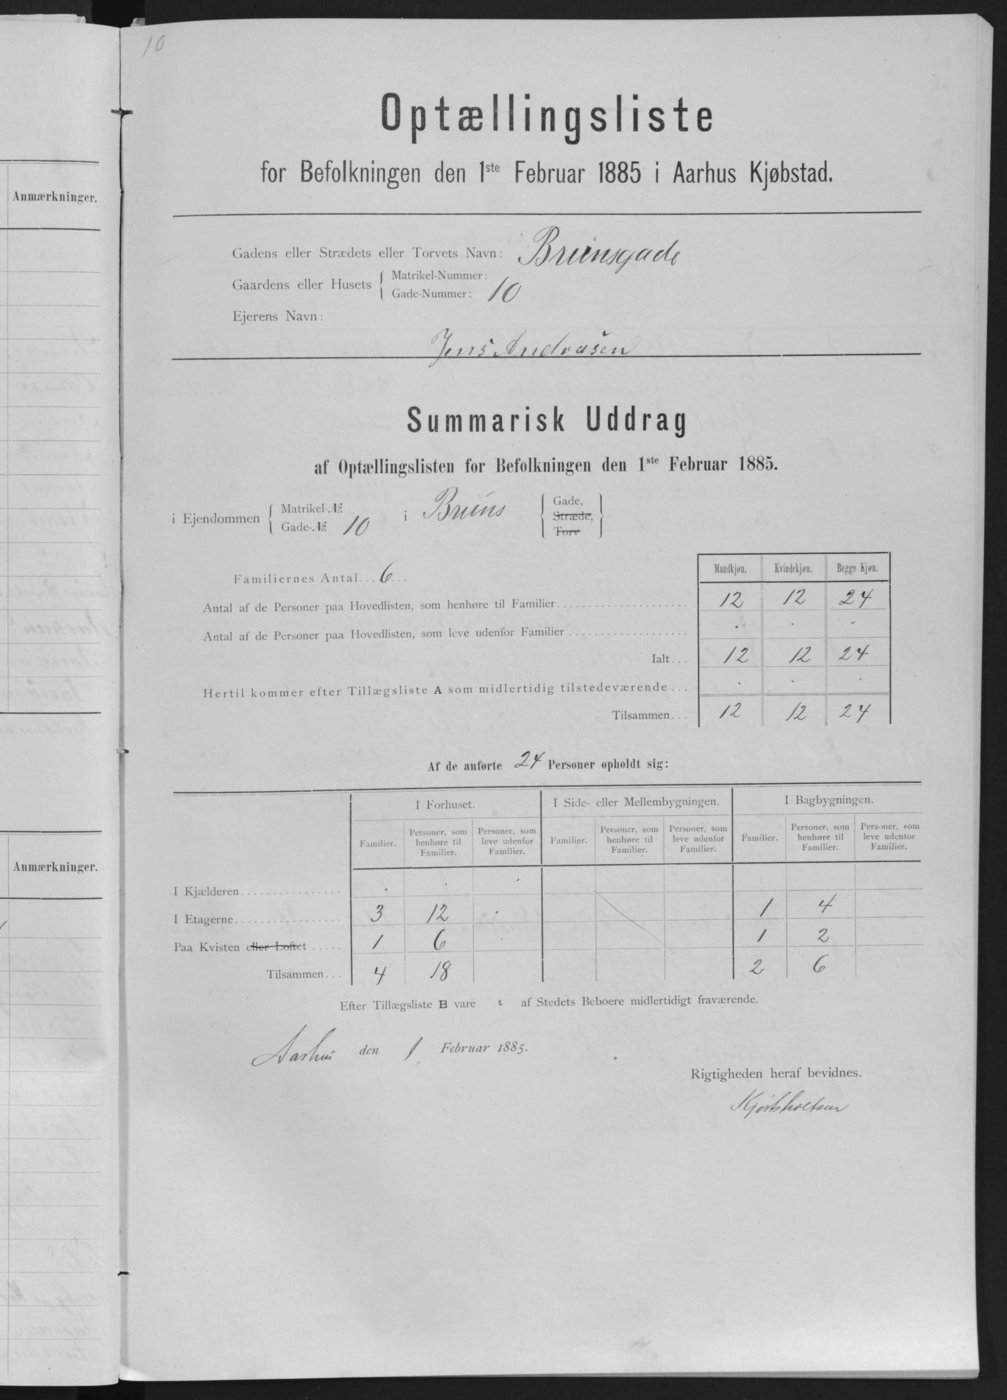 10
Anmærkninger.
Anmærkninger.
Optællingsliste
for Befolkningen den 1ste Februar 1885 i Aarhus Kjøbstad.
Gadens eller Strædets eller Torvets Navn: Bruunsgade
Gaardens eller Husets { Matrikel-Nummer:
Gade-Nummer: 10
Ejerens Navn:
Jens Andrasen
Summarisk Uddrag
af Optællingslisten for Befolkningen den 1ste Februar 1885.
i Ejendommen { Matrikel-№
Gade-№ 10 i Bruuns { Gade, Stræde, Torv }
Familiernes Antal... 6 ..
Mandkjøn. Kvindekjøn. Begge Kjøn.
Antal af de Personer paa Hovedlisten, som henhøre til Familier 12 12 24
Antal af de Personer paa Hovedlisten, som leve udenfor Familier . . .
Ialt... 12 12 24
Hertil kommer efter Tillægsliste A som midlertidig tilstedeværende ... . . .
Tilsammen... 12 12 24
Af de anførte 24 Personer opholdt sig:
I Forhuset. I Side- eller Mellembygningen. I Bagbygningen.
Familier. Personer, som henhøre til Familier. Personer, som leve udenfor Familier. Familier. Personer, som henhøre til Familier. Personer, som leve udenfor Familier. Familier. Personer, som henhøre til Familier. Personer, som leve udenfor Familier.
I Kjælderen . . .
I Etagerne 3 12 . 1 4
Paa Kvisten eller Loftet 1 6 1 2
Tilsammen... 4 18 2 6
Efter Tillægsliste B vare af Stedets Beboere midlertidigt fraværende.
Aarhus den 1 Februar 1885.
Rigtigheden heraf bevidnes.